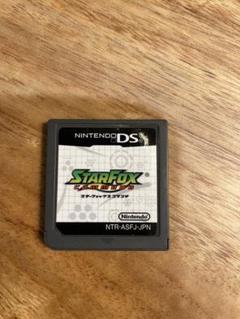 NINTENDO DS
STARFOX
COMMAND
スターフォックス コマンド
Nintendo
NTR-ASFJ-JPN